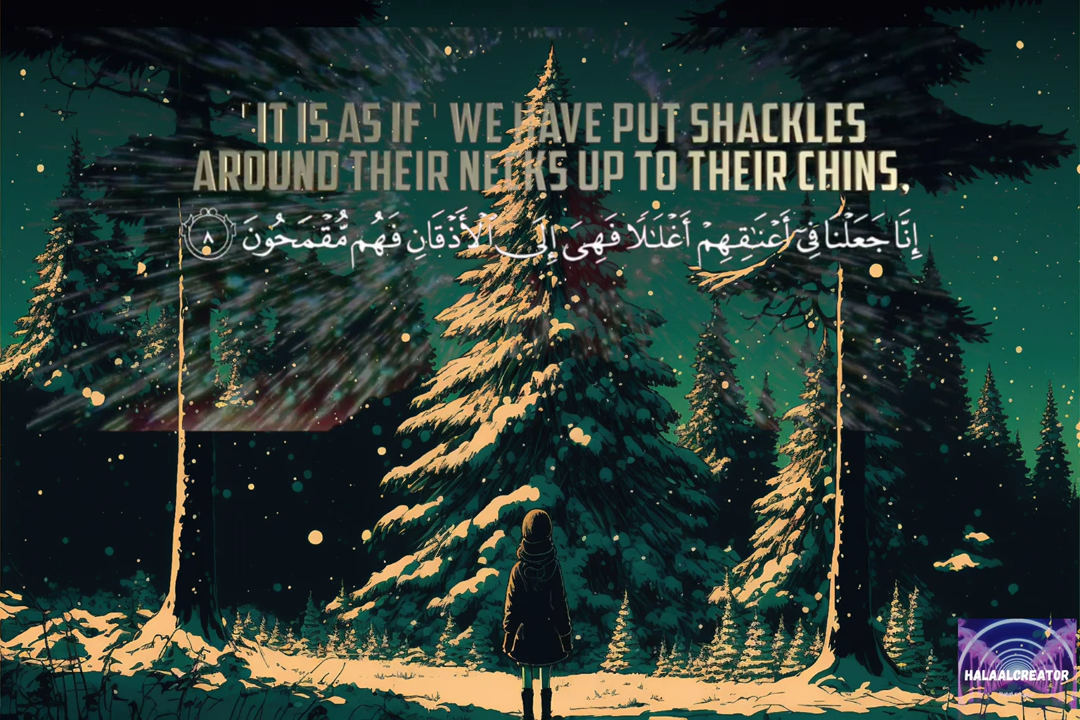 'IT IS AS IF' WE HAVE PUT SHACKLES
AROUND THEIR NECKS UP TO THEIR CHINS,
إِنَّا جَعَلْنَا فِىٓ أَعْنَـٰقِهِمْ أَغْلَـٰلًۭا فَهِىَ إِلَى ٱلْأَذْقَانِ فَهُم مُّقْمَحُونَ ٨
HALAALCREATOR